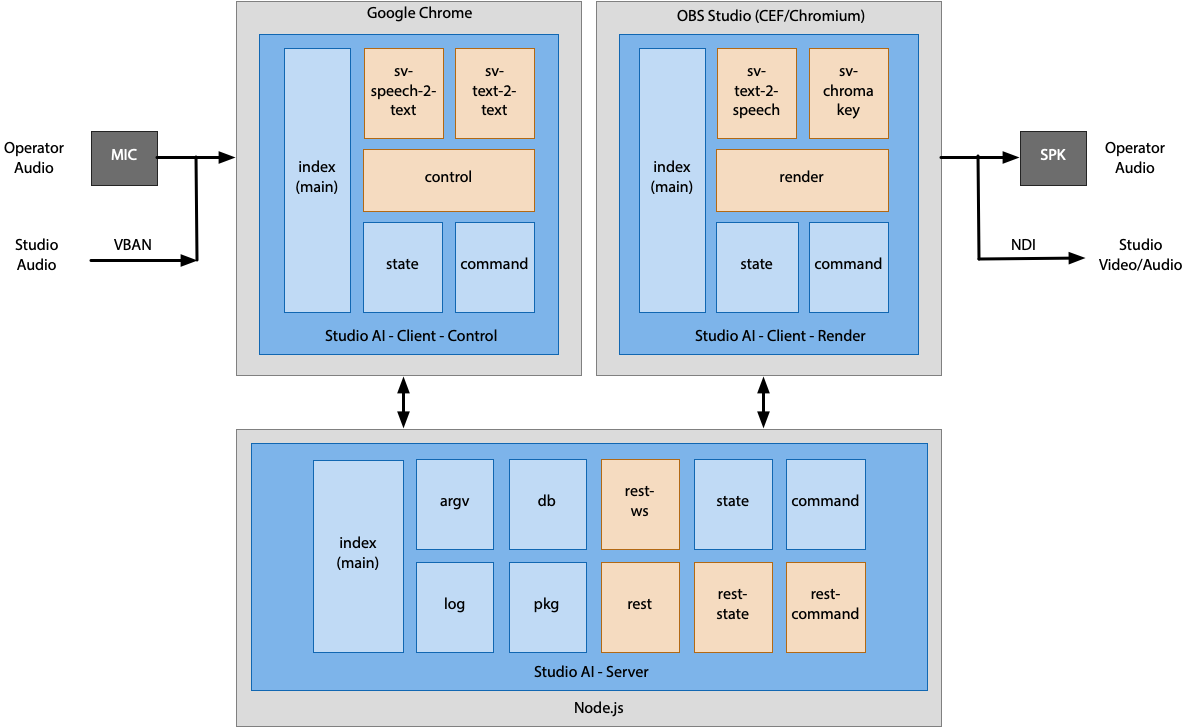 Google Chrome
OBS Studio (CEF/Chromium)
index
(main)
sv-
speech-2-
text
sv-
text-2-
text
control
state
command
Studio AI - Client - Control
index
(main)
sv-
text-2-
speech
sv-
chroma
key
render
state
command
Studio AI - Client - Render
Operator
Audio
MIC
Studio
Audio
VBAN
SPK
Operator
Audio
NDI
Studio
Video/Audio
index
(main)
argv
db
rest-
ws
state
command
log
pkg
rest
rest-
state
rest-
command
Studio AI - Server
Node.js